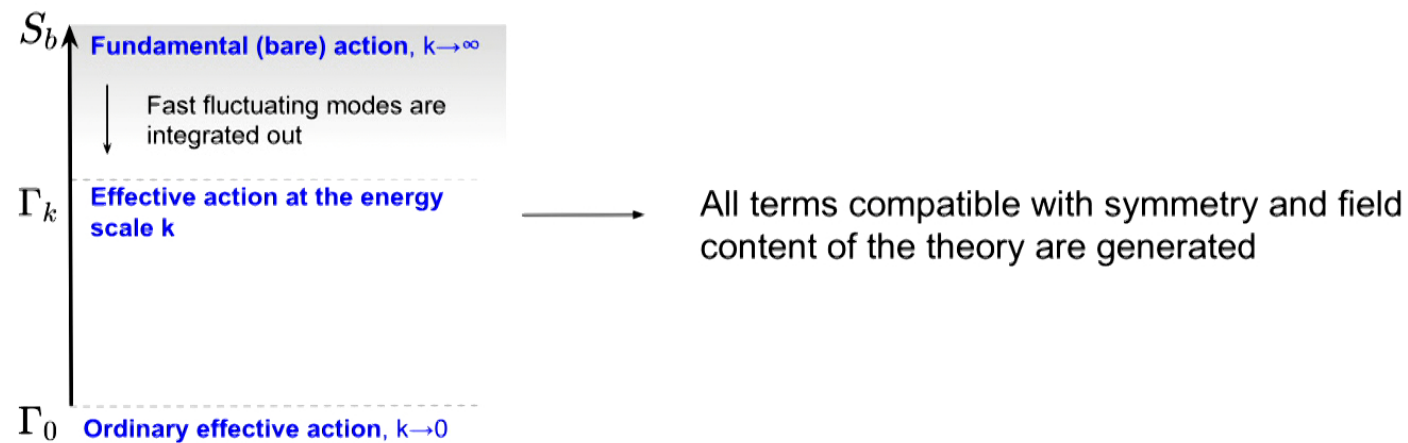 S_b Fundamental (bare) action, k→∞
Fast fluctuating modes are
integrated out
Γ_k Effective action at the energy
scale k
All terms compatible with symmetry and field
content of the theory are generated
Γ_0 Ordinary effective action, k→0